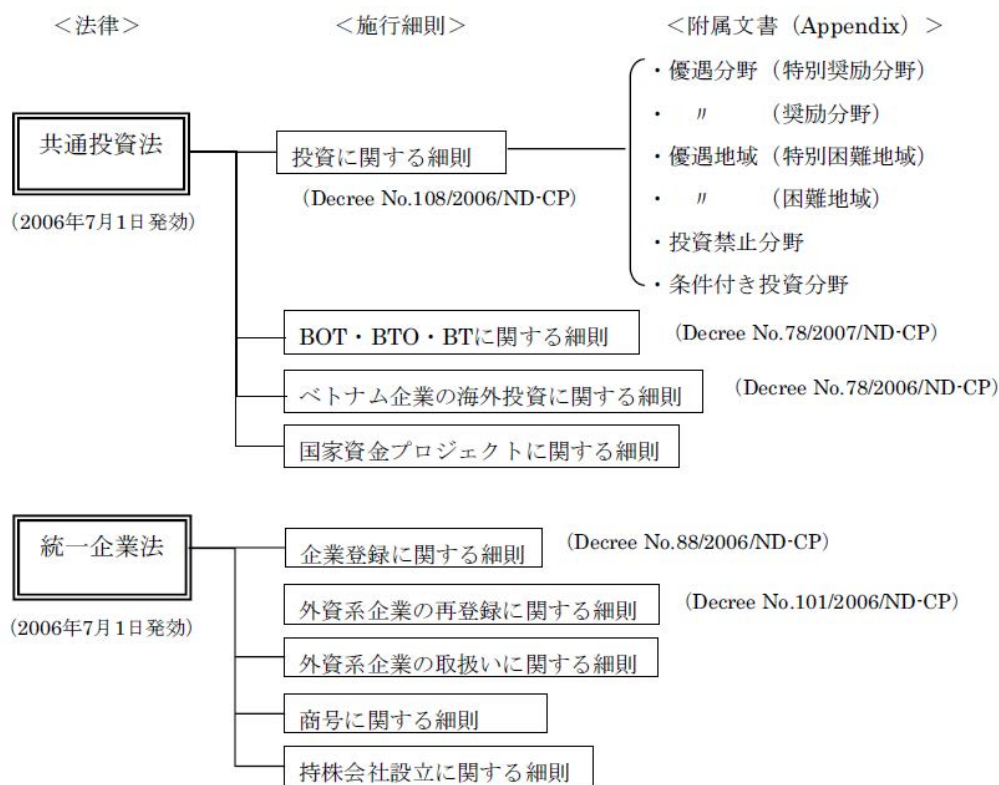 ＜法律＞　＜施行細則＞　＜附属文書（Appendix）＞
・優遇分野（特別奨励分野）
・　〃　（奨励分野）
・優遇地域（特別困難地域）
・　〃　（困難地域）
・投資禁止分野
・条件付き投資分野
共通投資法
（2006年7月1日発効）
投資に関する細則
（Decree No.108/2006/ND-CP）
BOT・BTO・BTに関する細則　（Decree No.78/2007/ND-CP）
ベトナム企業の海外投資に関する細則　（Decree No.78/2006/ND-CP）
国家資金プロジェクトに関する細則
統一企業法
（2006年7月1日発効）
企業登録に関する細則　（Decree No.88/2006/ND-CP）
外資系企業の再登録に関する細則　（Decree No.101/2006/ND-CP）
外資系企業の取扱いに関する細則
商号に関する細則
持株会社設立に関する細則